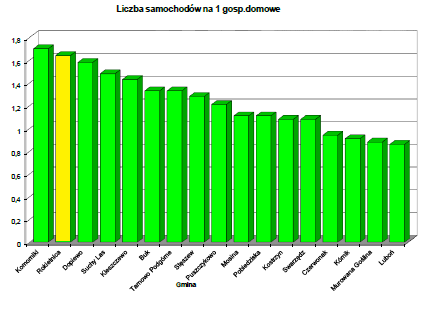 Liczba samochodów na 1 gosp.domowe
1,8
1,6
1,4
1,2
1
0,8
0,6
0,4
0,2
0
Komorniki
Rokietnica
Dopiewo
Suchy Las
Kleszczewo
Buk
Tarnowo Podgórne
Stęszew
Puszczykowo
Mosina
Pobiedziska
Kostrzyn
Swarzędz
Czerwonak
Kórnik
Murowana Goślina
Luboń
Gmina